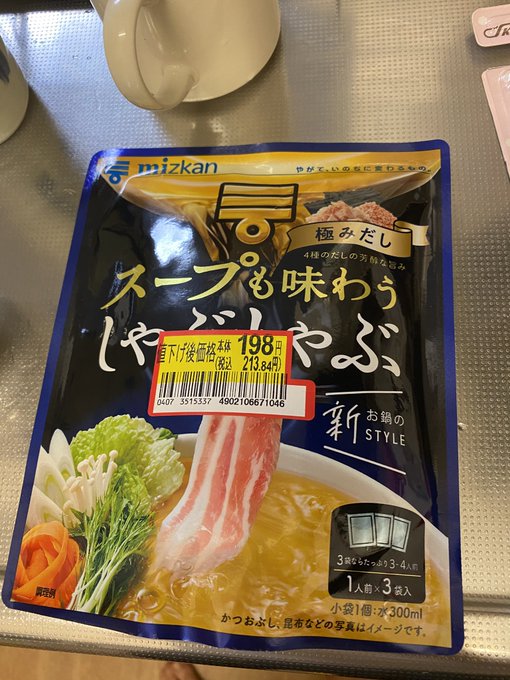 mizkan
やがて、いのちに変わるもの。
極みだし
4種のだしの芳醇な旨み
スープも味わう
しゃぶしゃぶ
値下げ後価格 本体 198円
(税込 213.84円)
0407 3515337 4902106671046
新 お鍋の
STYLE
3袋ならたっぷり3-4人前
1人前×3袋入
小袋1個:水300ml
調理例
かつおぶし、昆布などの写真はイメージです。